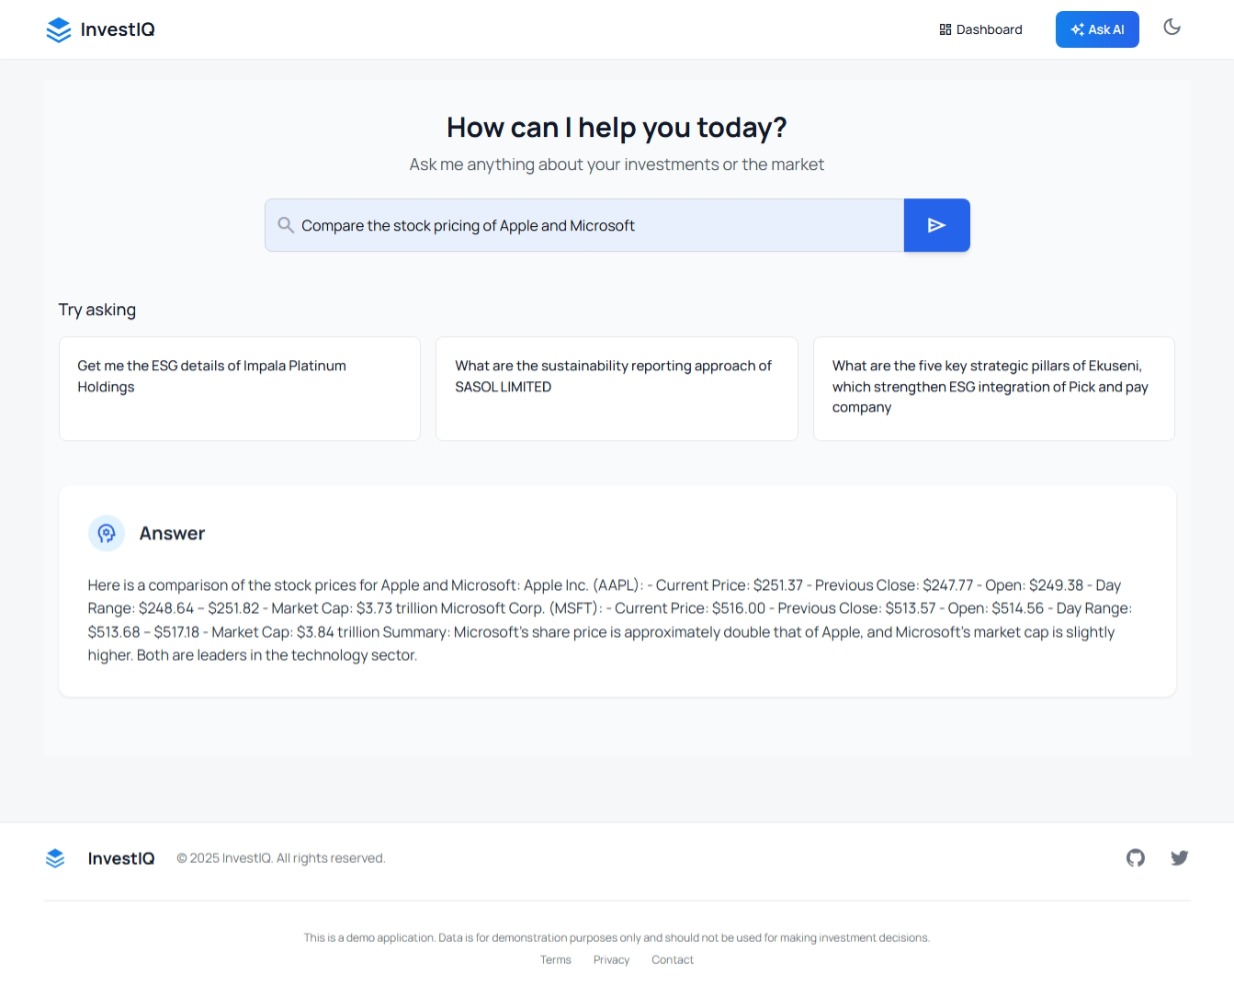 InvestIQ
Dashboard
Ask AI
How can I help you today?
Ask me anything about your investments or the market
Compare the stock pricing of Apple and Microsoft
Try asking
Get me the ESG details of Impala Platinum
Holdings
What are the sustainability reporting approach of
SASOL LIMITED
What are the five key strategic pillars of Ekuseni,
which strengthen ESG integration of Pick and pay
company
Answer
Here is a comparison of the stock prices for Apple and Microsoft: Apple Inc. (AAPL): - Current Price: $251.37 - Previous Close: $247.77 - Open: $249.38 - Day
Range: $248.64 – $251.82 - Market Cap: $3.73 trillion Microsoft Corp. (MSFT): - Current Price: $516.00 - Previous Close: $513.57 - Open: $514.56 - Day Range:
$513.68 – $517.18 - Market Cap: $3.84 trillion Summary: Microsoft's share price is approximately double that of Apple, and Microsoft's market cap is slightly
higher. Both are leaders in the technology sector.
InvestIQ
© 2025 InvestIQ. All rights reserved.
This is a demo application. Data is for demonstration purposes only and should not be used for making investment decisions.
Terms
Privacy
Contact